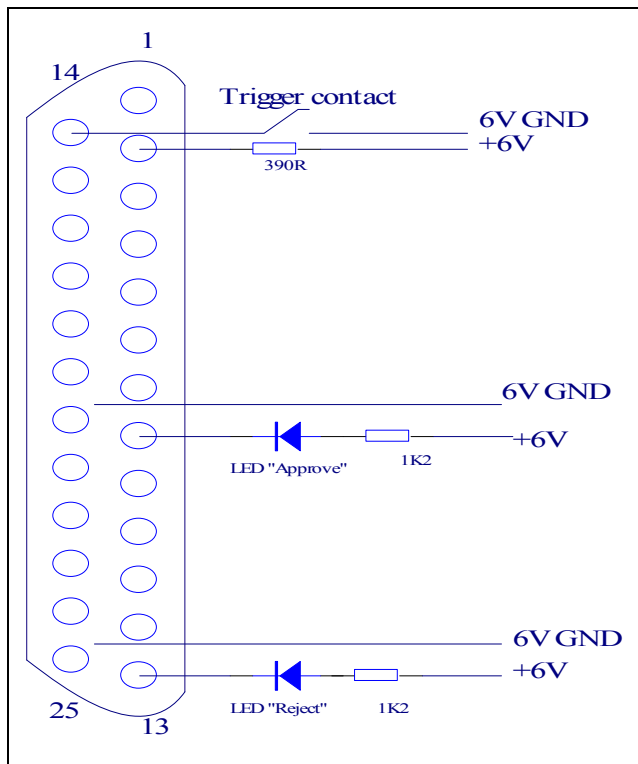 1
14
Trigger contact
6V GND
+6V
390R
6V GND
+6V
LED "Approve"
1K2
6V GND
+6V
25
13
LED "Reject"
1K2